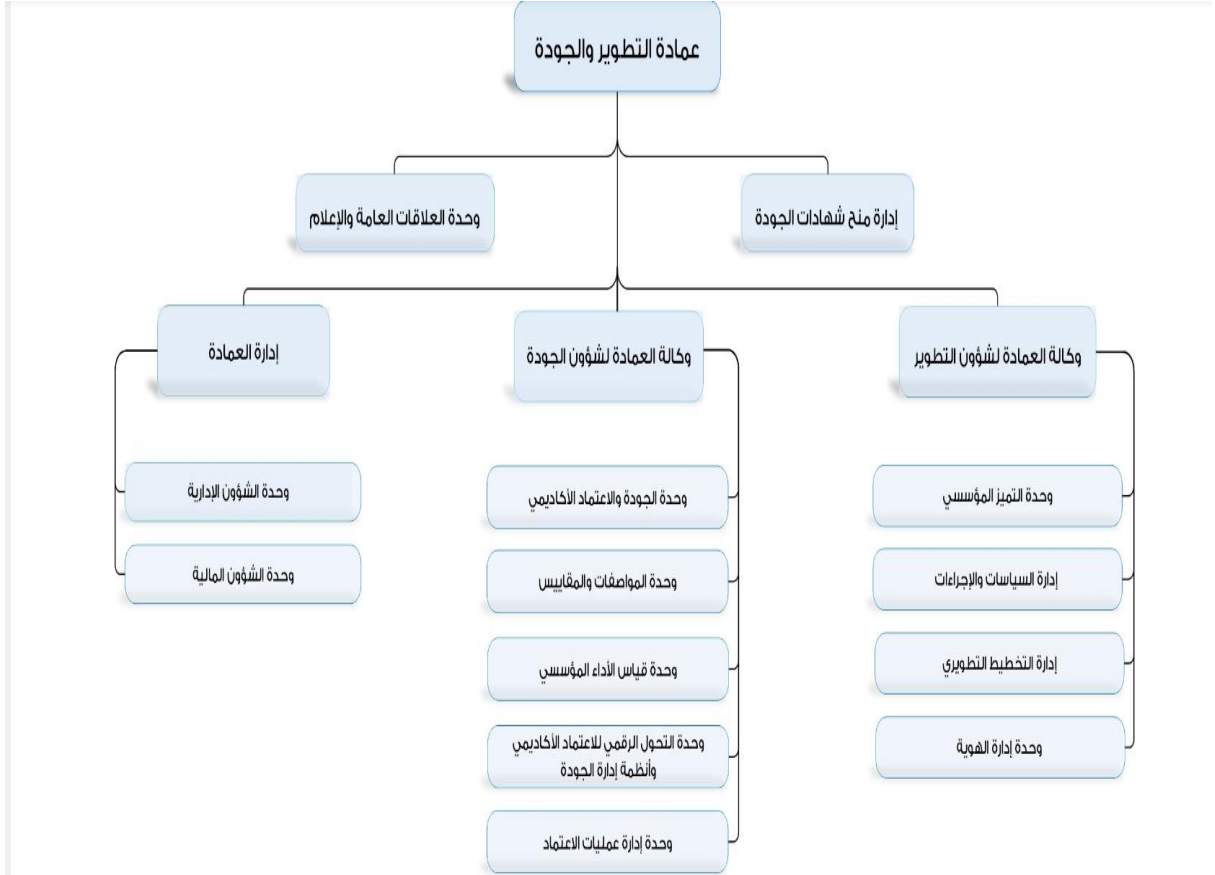 عمادة التطوير والجودة
إدارة منح شهادات الجودة
وحدة العلاقات العامة والإعلام
وكالة العمادة لشؤون التطوير
وكالة العمادة لشؤون الجودة
إدارة العمادة
وحدة التميز المؤسسي
إدارة السياسات والإجراءات
إدارة التخطيط التطويري
وحدة إدارة الهوية
وحدة الجودة والاعتماد الأكاديمي
وحدة المواصفات والمقاييس
وحدة قياس الأداء المؤسسي
وحدة التحول الرقمي للاعتماد الأكاديمي
وأنظمة إدارة الجودة
وحدة إدارة عمليات الاعتماد
وحدة الشؤون الإدارية
وحدة الشؤون المالية